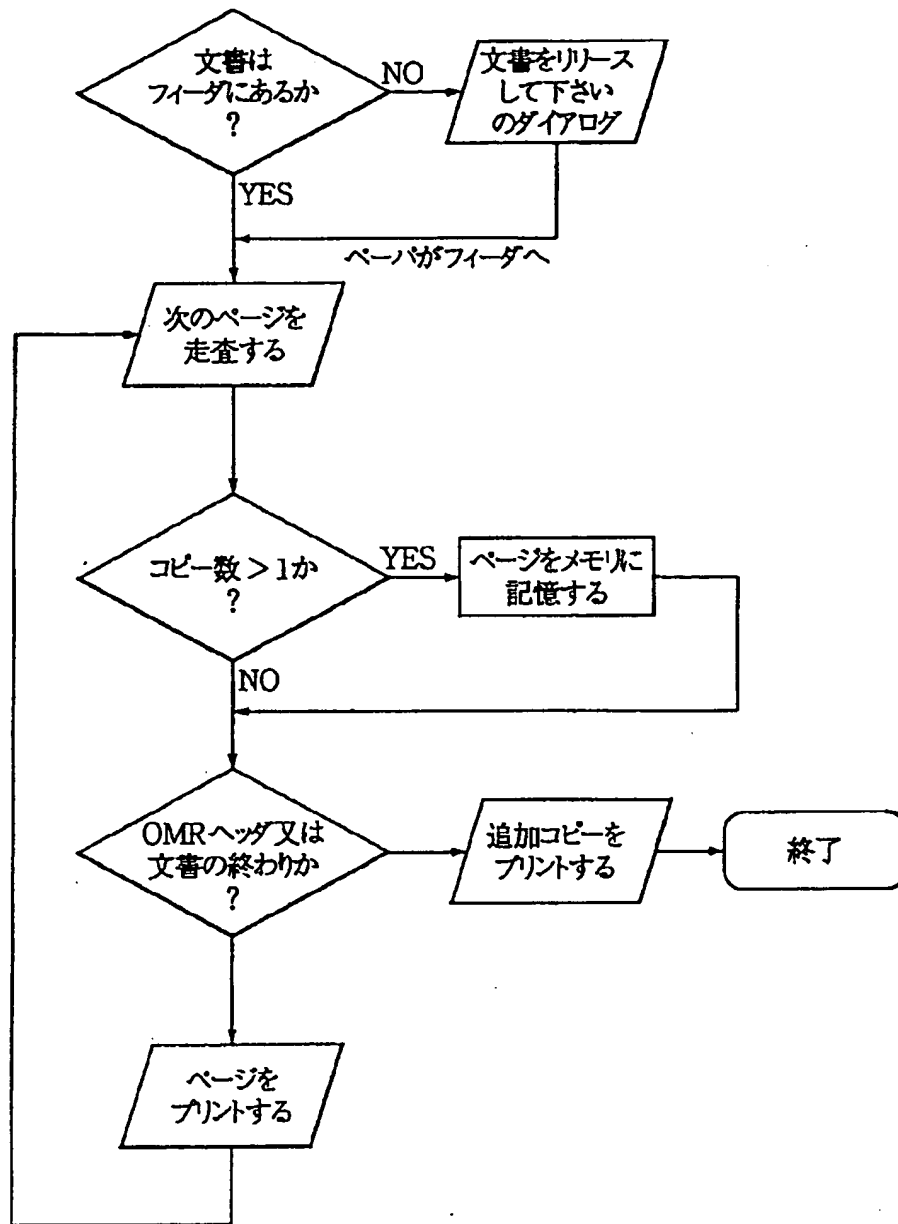 文書は
フィーダにあるか
?
NO
文書をリリース
して下さい
のダイアログ
YES
ペーパがフィーダへ
次のページを
走査する
コピー数>1か
?
YES
ページをメモリに
記憶する
NO
OMRヘッダ又は
文書の終わりか
?
追加コピーを
プリントする
終了
ページを
プリントする